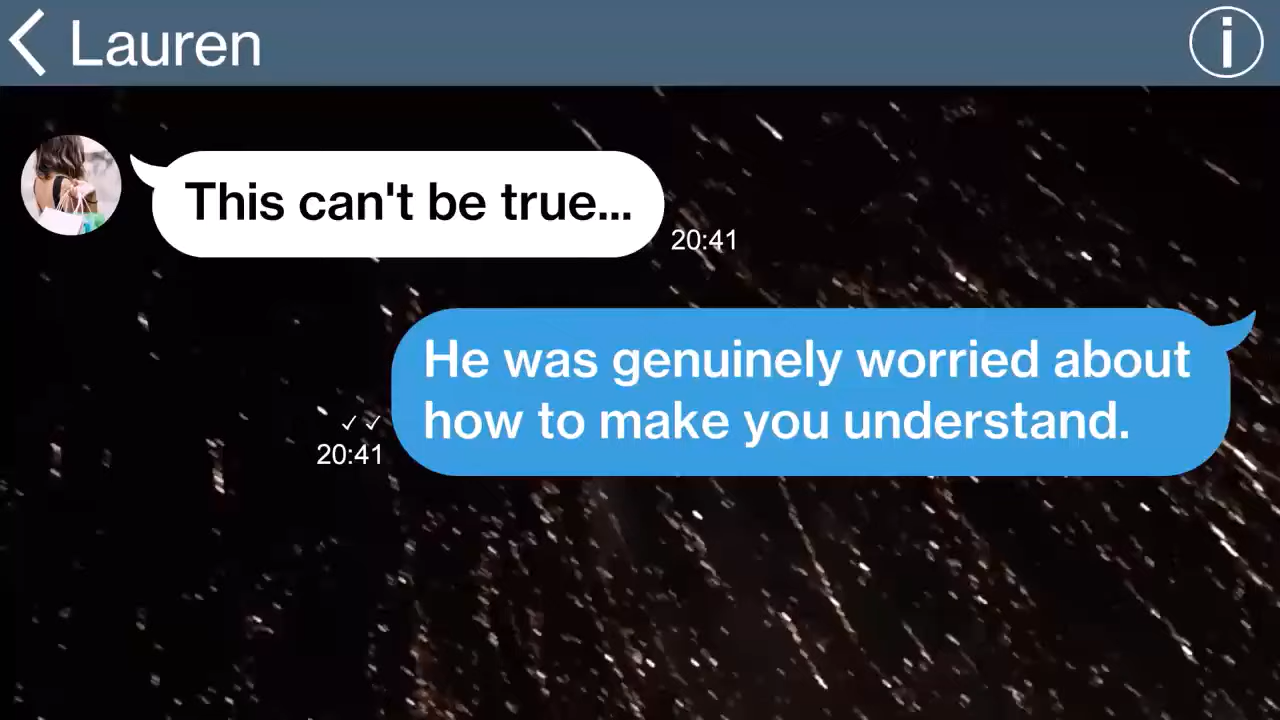 Lauren
This can't be true...
20:41
He was genuinely worried about
how to make you understand.
20:41